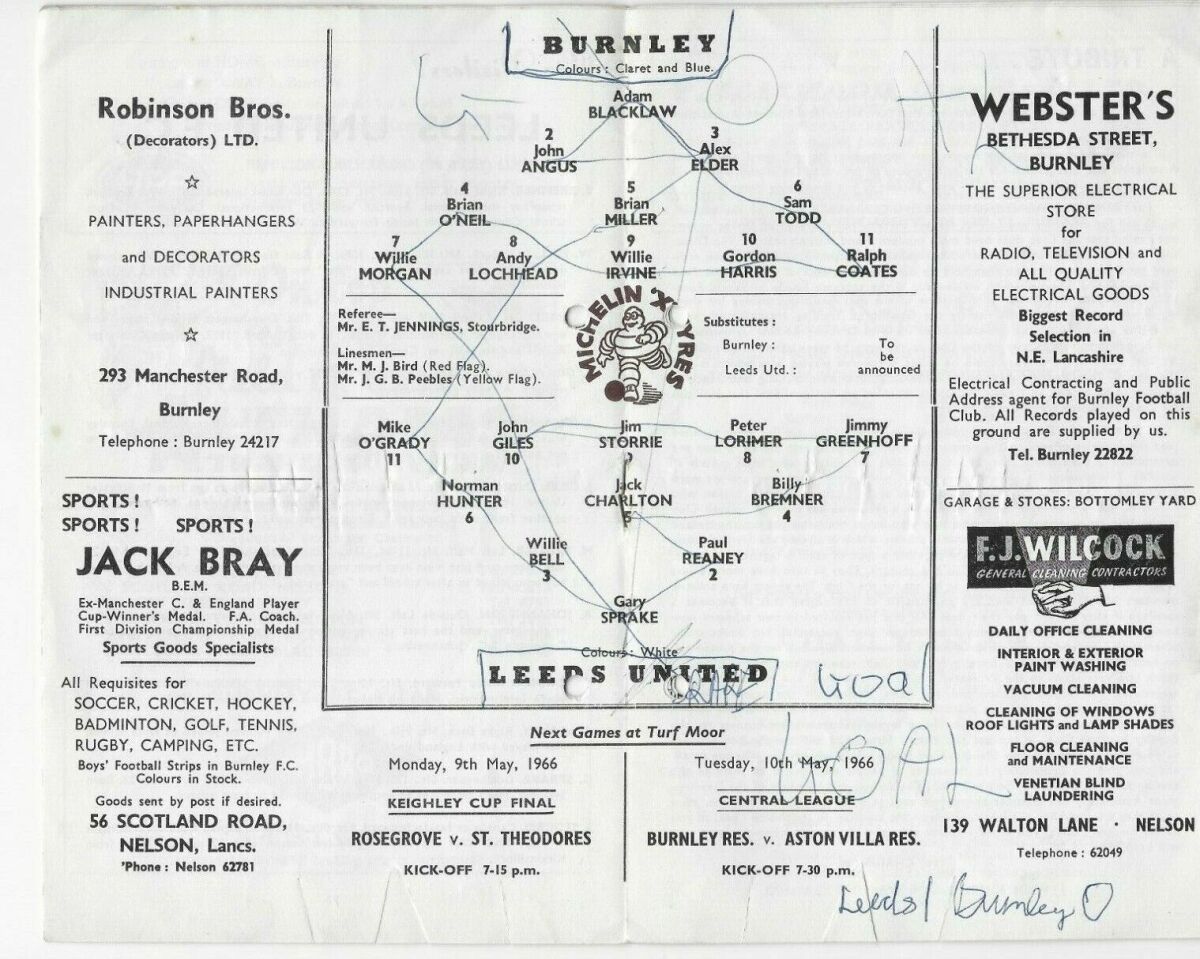 Robinson Bros.
(Decorators) LTD.
PAINTERS, PAPERHANGERS
and DECORATORS
INDUSTRIAL PAINTERS
293 Manchester Road,
Burnley
Telephone : Burnley 24217
SPORTS !
SPORTS ! SPORTS !
JACK BRAY
B.E.M.
Ex-Manchester C. & England Player
Cup-Winner's Medal. F.A. Coach.
First Division Championship Medal
Sports Goods Specialists
All Requisites for
SOCCER, CRICKET, HOCKEY,
BADMINTON, GOLF, TENNIS,
RUGBY, CAMPING, ETC.
Boys' Football Strips in Burnley F.C.
Colours in Stock.
Goods sent by post if desired.
56 SCOTLAND ROAD,
NELSON, Lancs.
'Phone : Nelson 62781
BURNLEY
Colours : Claret and Blue.
Adam
BLACKLAW
2
John
ANGUS
3
Alex
ELDER
4
Brian
O'NEIL
5
Brian
MILLER
6
Sam
TODD
7
Willie
MORGAN
8
Andy
LOCHHEAD
9
Willie
IRVINE
10
Gordon
HARRIS
11
Ralph
COATES
Referee—
Mr. E. T. JENNINGS, Stourbridge.
Linesmen—
Mr. M. J. Bird (Red Flag).
Mr. J. G. B. Peebles (Yellow Flag).
MICHELIN 'X' TYRES
Substitutes :
Burnley : To
be
Leeds Utd. : announced
Mike
O'GRADY
11
John
GILES
10
Jim
STORRIE
9
Peter
LORIMER
8
Jimmy
GREENHOFF
7
Norman
HUNTER
6
Jack
CHARLTON
5
Billy
BREMNER
4
Willie
BELL
3
Paul
REANEY
2
Gary
SPRAKE
Colours : White
LEEDS UNITED
Goal
GOAL
Next Games at Turf Moor
Monday, 9th May, 1966
KEIGHLEY CUP FINAL
ROSEGROVE v. ST. THEODORES
KICK-OFF 7-15 p.m.
Tuesday, 10th May, 1966
CENTRAL LEAGUE
BURNLEY RES. v. ASTON VILLA RES.
KICK-OFF 7-30 p.m.
Leeds 1 Burnley 0
WEBSTER'S
BETHESDA STREET,
BURNLEY
THE SUPERIOR ELECTRICAL
STORE
for
RADIO, TELEVISION and
ALL QUALITY
ELECTRICAL GOODS
Biggest Record
Selection in
N.E. Lancashire
Electrical Contracting and Public
Address agent for Burnley Football
Club. All Records played on this
ground are supplied by us.
Tel. Burnley 22822
GARAGE & STORES: BOTTOMLEY YARD
F.J. WILCOCK
GENERAL CLEANING CONTRACTORS
DAILY OFFICE CLEANING
INTERIOR & EXTERIOR
PAINT WASHING
VACUUM CLEANING
CLEANING OF WINDOWS
ROOF LIGHTS and LAMP SHADES
FLOOR CLEANING
and MAINTENANCE
VENETIAN BLIND
LAUNDERING
139 WALTON LANE · NELSON
Telephone : 62049